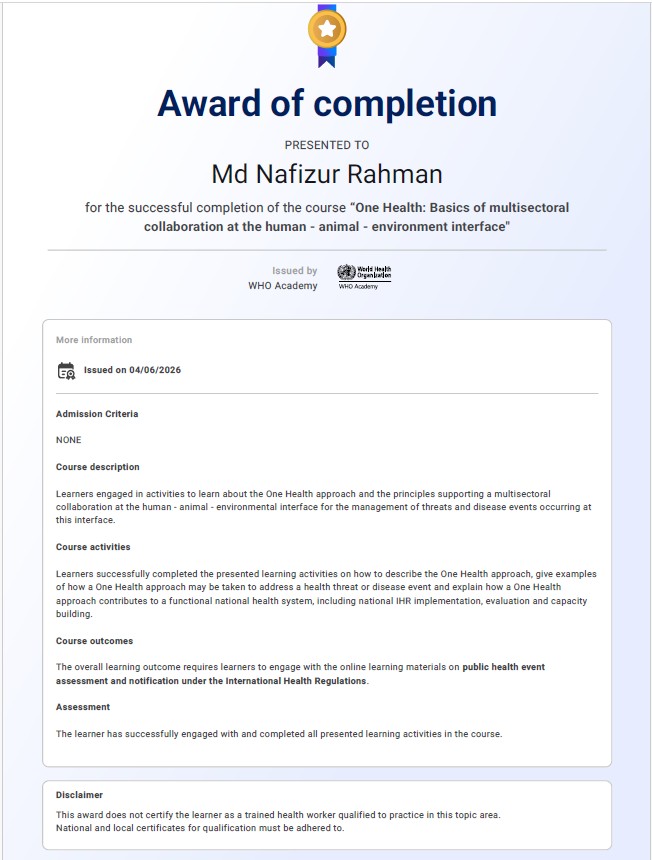 Award of completion
PRESENTED TO
Md Nafizur Rahman
for the successful completion of the course “One Health: Basics of multisectoral
collaboration at the human - animal - environment interface"
Issued by
WHO Academy
World Health
Organization
WHO Academy
More information
Issued on 04/06/2026
Admission Criteria
NONE
Course description
Learners engaged in activities to learn about the One Health approach and the principles supporting a multisectoral
collaboration at the human - animal - environmental interface for the management of threats and disease events occurring at
this interface.
Course activities
Learners successfully completed the presented learning activities on how to describe the One Health approach, give examples
of how a One Health approach may be taken to address a health threat or disease event and explain how a One Health
approach contributes to a functional national health system, including national IHR implementation, evaluation and capacity
building.
Course outcomes
The overall learning outcome requires learners to engage with the online learning materials on public health event
assessment and notification under the International Health Regulations.
Assessment
The learner has successfully engaged with and completed all presented learning activities in the course.
Disclaimer
This award does not certify the learner as a trained health worker qualified to practice in this topic area.
National and local certificates for qualification must be adhered to.